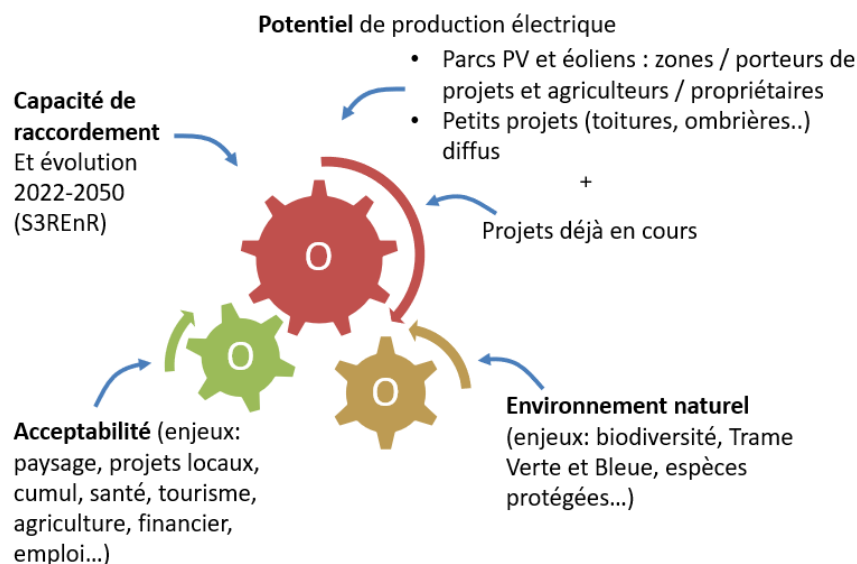 Potentiel de production électrique
• Parcs PV et éoliens : zones / porteurs de
projets et agriculteurs / propriétaires
• Petits projets (toitures, ombrières..)
diffus
+
Projets déjà en cours
Capacité de
raccordement
Et évolution
2022-2050
(S3REnR)
O
O
O
Acceptabilité (enjeux:
paysage, projets locaux,
cumul, santé, tourisme,
agriculture, financier,
emploi…)
Environnement naturel
(enjeux: biodiversité, Trame
Verte et Bleue, espèces
protégées…)